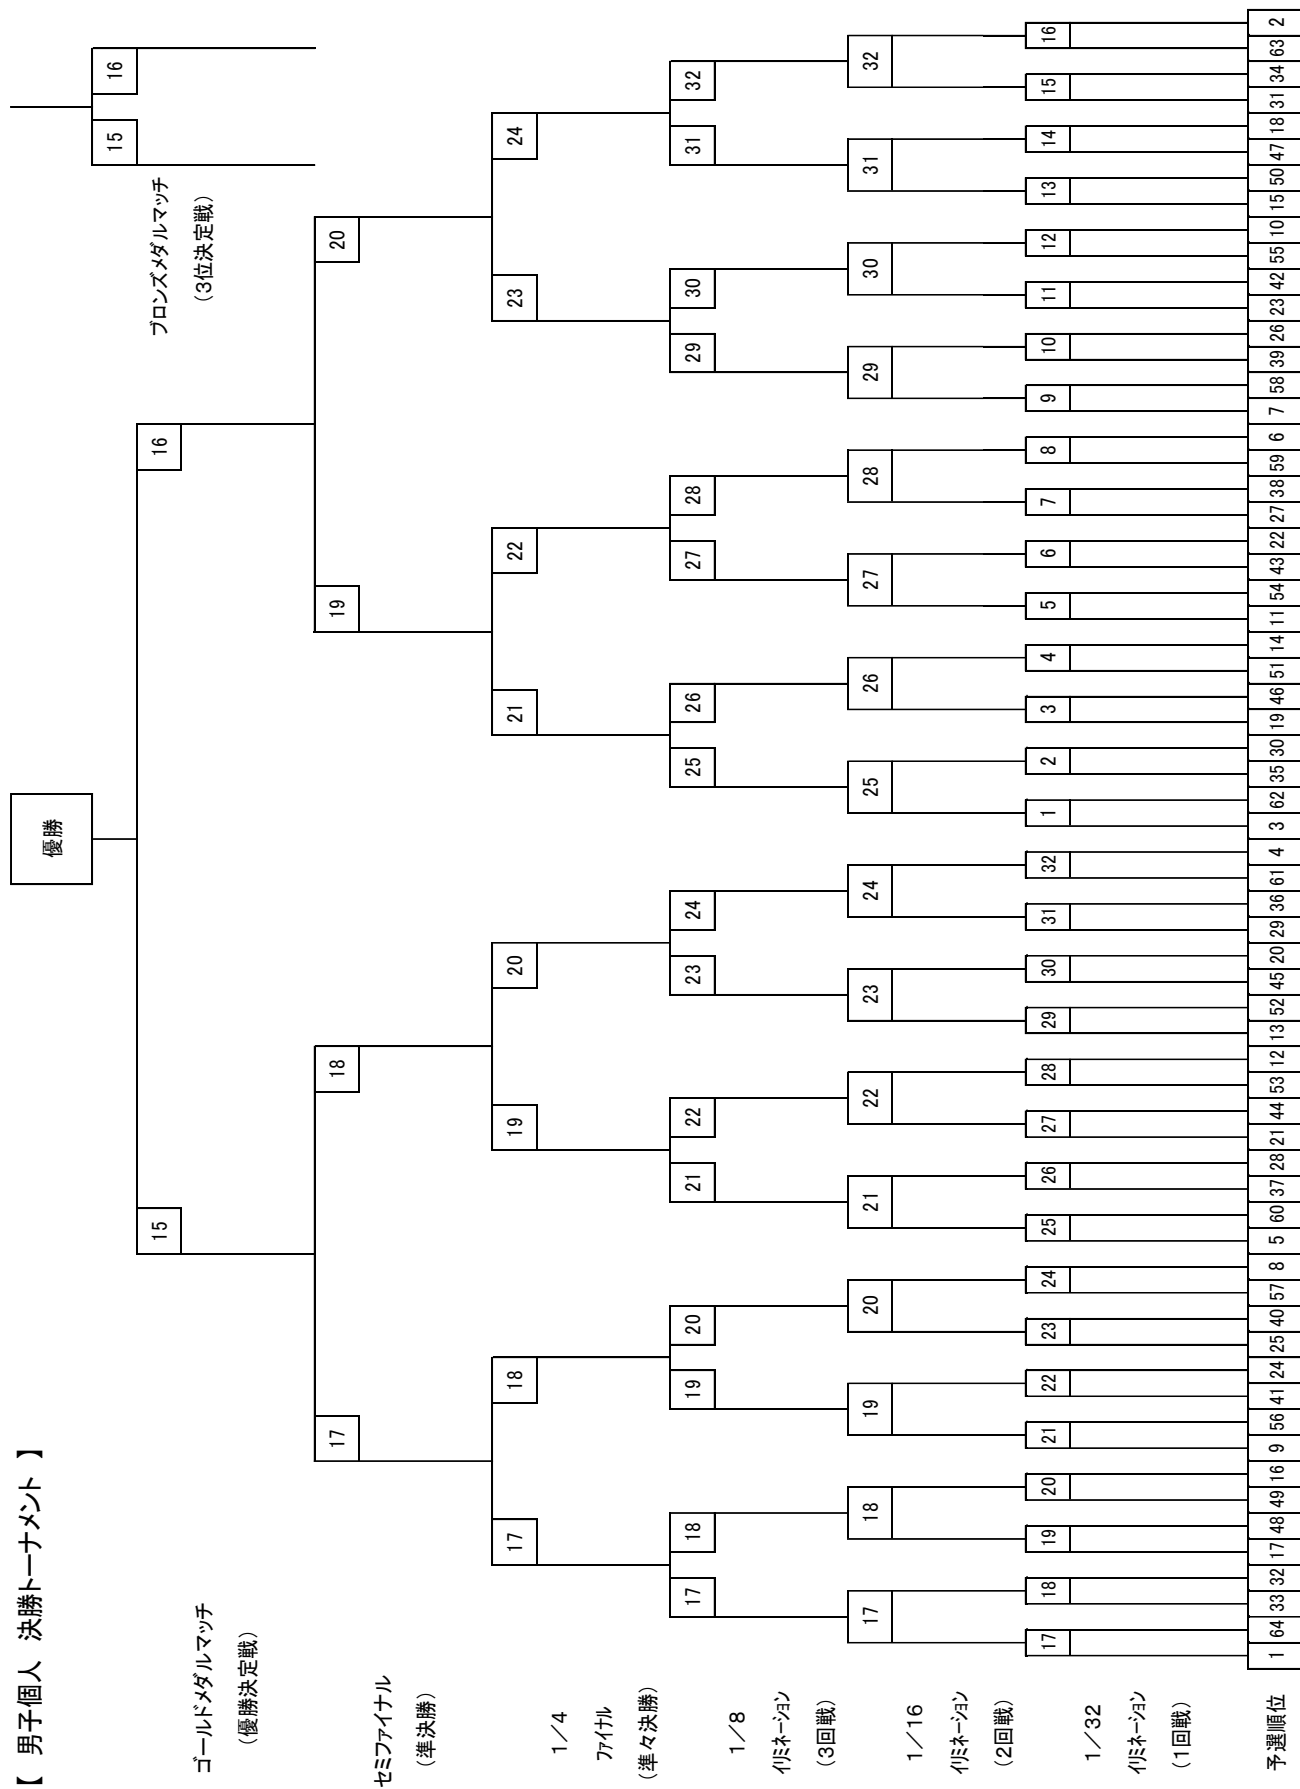 【 男子個人 決勝トーナメント 】
優勝
15 16
15 16
ブロンズメダルマッチ
(3位決定戦)
ゴールドメダルマッチ
(優勝決定戦)
17 18 19 20
セミファイナル
(準決勝)
17 18 19 20 21 22 23 24
1/4
ファイナル
(準々決勝)
17 18 19 20 21 22 23 24 25 26 27 28 29 30 31 32
1/8
イリミネーション
(3回戦)
17 18 19 20 21 22 23 24 25 26 27 28 29 30 31 32
1/16
イリミネーション
(2回戦)
17 18 19 20 21 22 23 24 25 26 27 28 29 30 31 32 1 2 3 4 5 6 7 8 9 10 11 12 13 14 15 16
1/32
イリミネーション
(1回戦)
予選順位 1 64 33 32 17 48 49 16 9 56 41 24 25 40 57 8 5 60 37 28 21 44 53 12 13 52 45 20 29 36 61 4 3 62 35 30 19 46 51 14 11 54 43 22 27 38 59 6 7 58 39 26 23 42 55 10 15 50 47 18 31 34 63 2